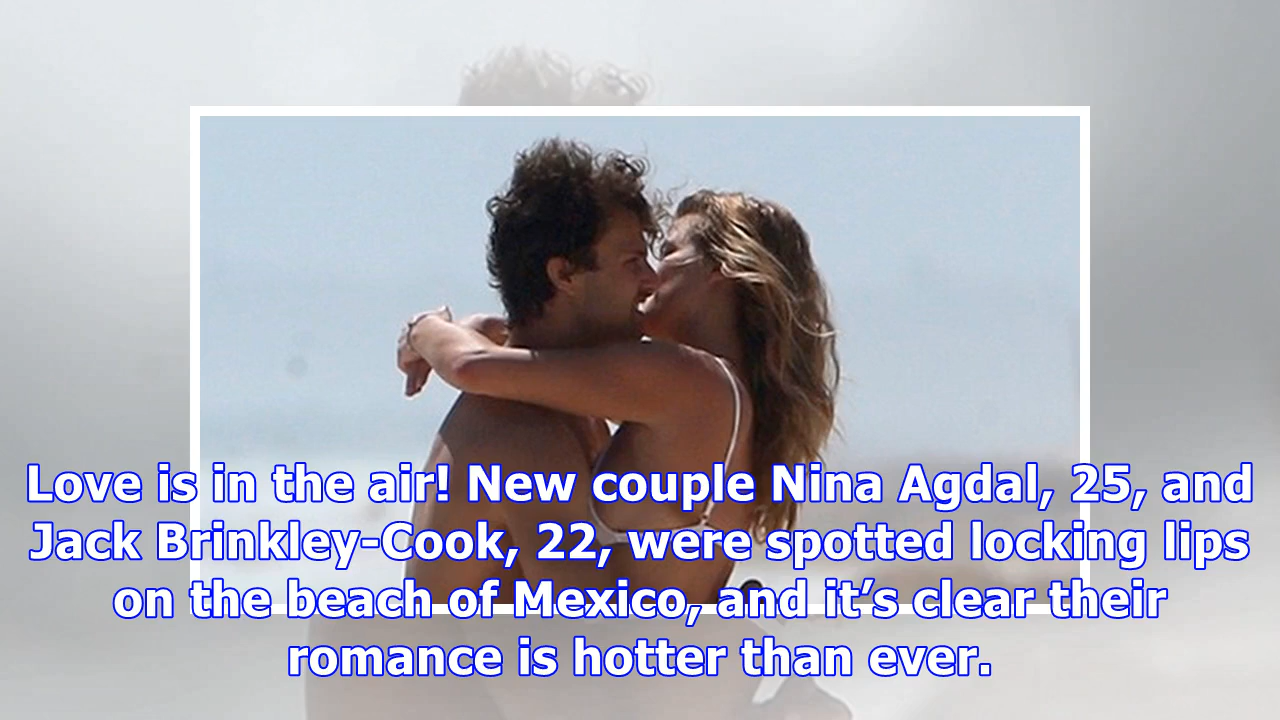 Love is in the air! New couple Nina Agdal, 25, and
Jack Brinkley-Cook, 22, were spotted locking lips
on the beach of Mexico, and it’s clear their
romance is hotter than ever.